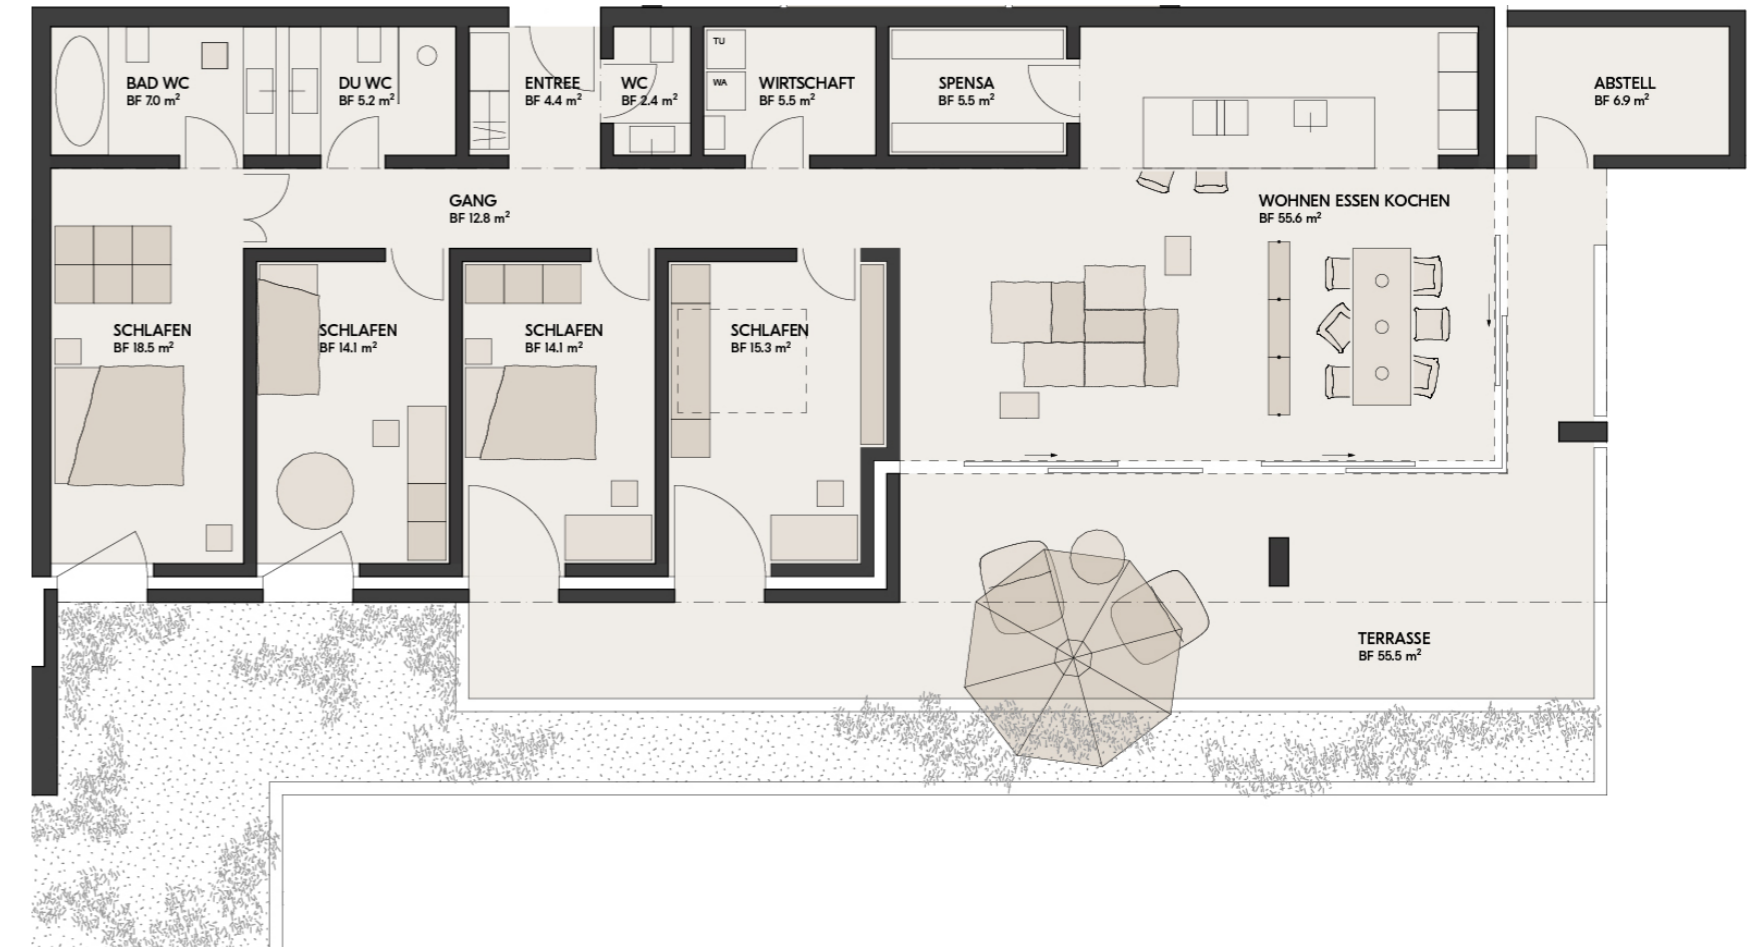 BAD WC
BF 7.0 m²
DU WC
BF 5.2 m²
ENTREE
BF 4.4 m²
WC
BF 2.4 m²
TU
WA
WIRTSCHAFT
BF 5.5 m²
SPENSA
BF 5.5 m²
ABSTELL
BF 6.9 m²
GANG
BF 12.8 m²
WOHNEN ESSEN KOCHEN
BF 55.6 m²
SCHLAFEN
BF 18.5 m²
SCHLAFEN
BF 14.1 m²
SCHLAFEN
BF 14.1 m²
SCHLAFEN
BF 15.3 m²
TERRASSE
BF 55.5 m²